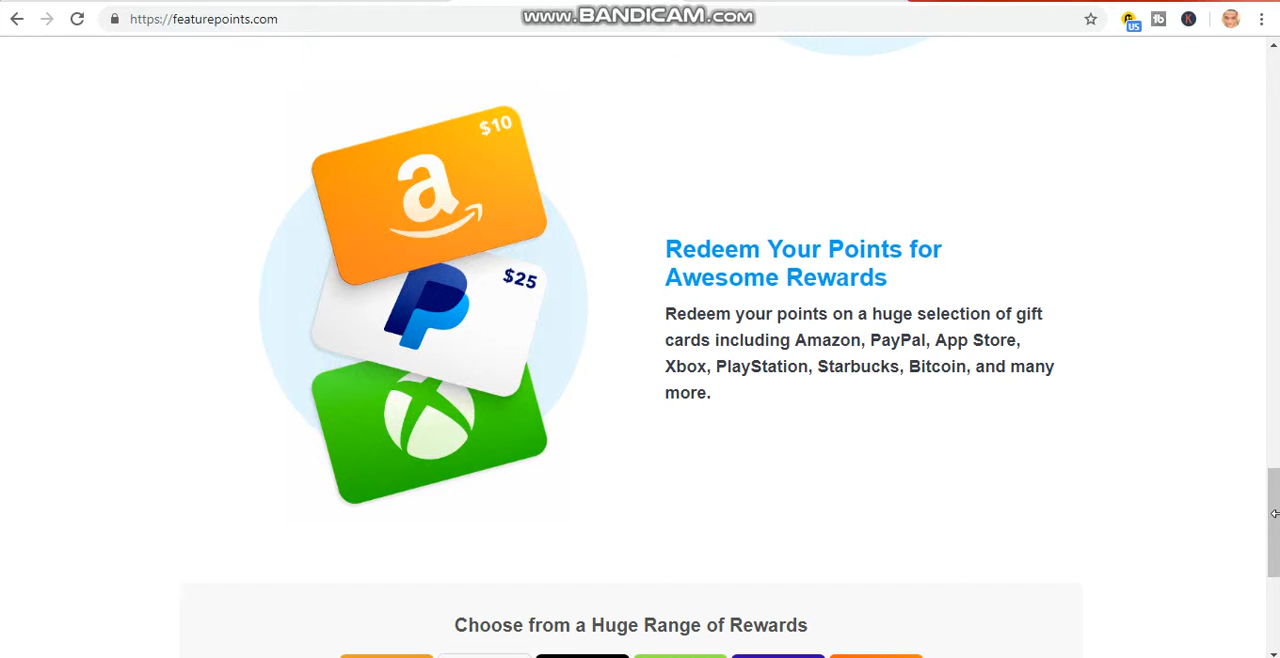 https://featurepoints.com
www.BANDICAM.com
US
$10
a
$25
Redeem Your Points for
Awesome Rewards
Redeem your points on a huge selection of gift
cards including Amazon, PayPal, App Store,
Xbox, PlayStation, Starbucks, Bitcoin, and many
more.
Choose from a Huge Range of Rewards